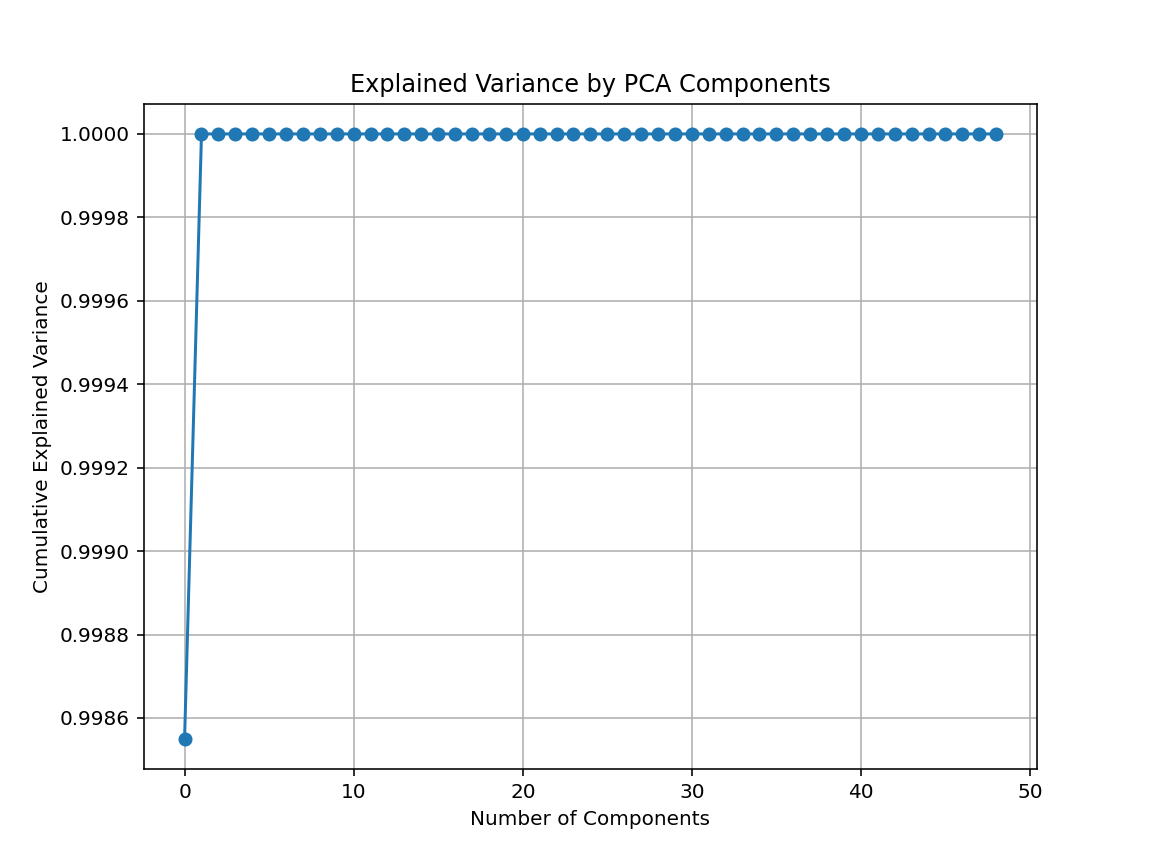 Explained Variance by PCA Components
1.0000
0.9998
0.9996
0.9994
0.9992
0.9990
0.9988
0.9986
Cumulative Explained Variance
0 10 20 30 40 50
Number of Components